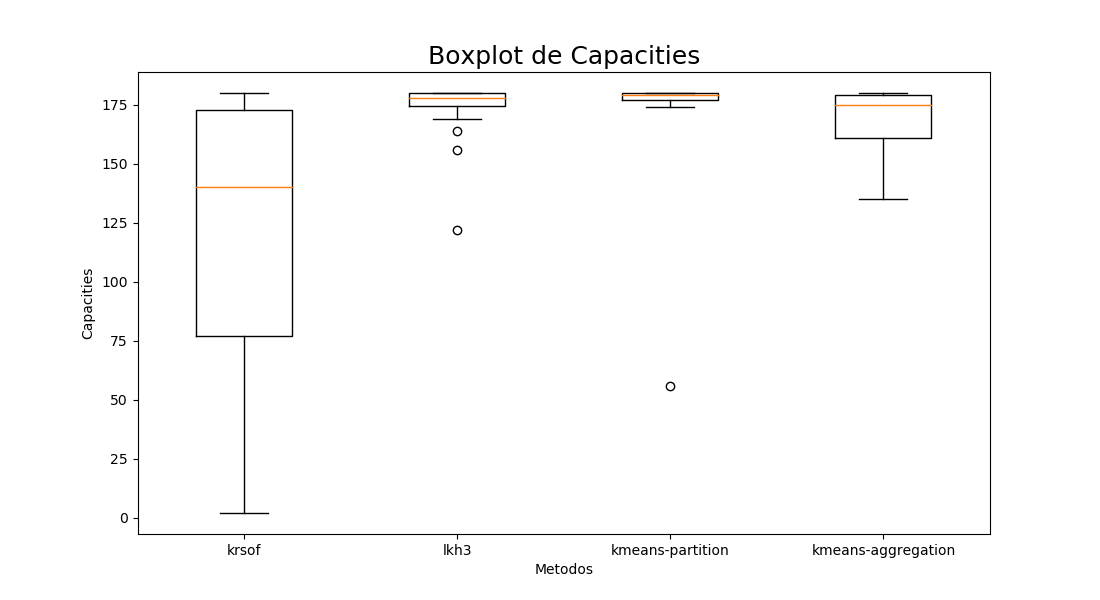 Boxplot de Capacities
Capacities
175
150
125
100
75
50
25
0
krsof lkh3 kmeans-partition kmeans-aggregation
Metodos